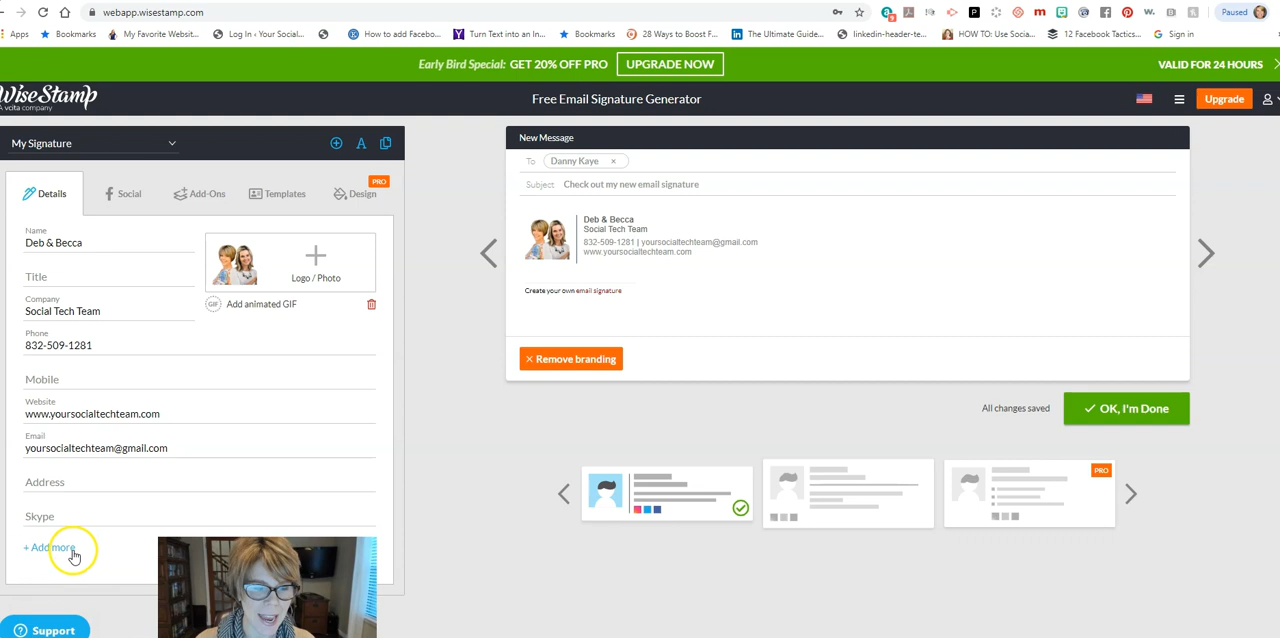 webapp.wisestamp.com
Paused
9
Apps
Bookmarks
My Favorite Websit...
Log In ‹ Your Social...
How to add Facebo...
Turn Text into an In...
Bookmarks
28 Ways to Boost F...
The Ultimate Guide...
linkedin-header-te...
HOW TO: Use Socia...
12 Facebook Tactics...
Sign in
Early Bird Special: GET 20% OFF PRO
UPGRADE NOW
VALID FOR 24 HOURS
WiseStamp
A vcita company
Free Email Signature Generator
Upgrade
My Signature
A
Details
Social
Add-Ons
Templates
Design
PRO
Name
Deb & Becca
Title
Company
Social Tech Team
Logo / Photo
GIF
Add animated GIF
Phone
832-509-1281
Mobile
Website
www.yoursocialtechteam.com
Email
yoursocialtechteam@gmail.com
Address
Skype
+ Add more
Support
New Message
To
Danny Kaye ×
Subject:
Check out my new email signature
Deb & Becca
Social Tech Team
832-509-1281 | yoursocialtechteam@gmail.com
www.yoursocialtechteam.com
Create your own email signature
× Remove branding
All changes saved
OK, I'm Done
PRO